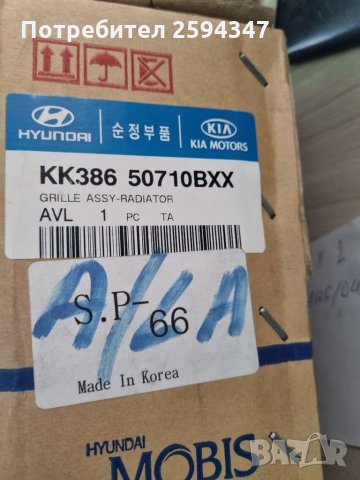 Потребител 2594347
HYUNDAI
순정부품
KIA
KIA MOTORS
KK386 50710BXX
GRILLE ASSY-RADIATOR
AVL 1 PC TA
A/LA
S.P-66
Made In Korea
HYUNDAI
MOBIS
BAZAR